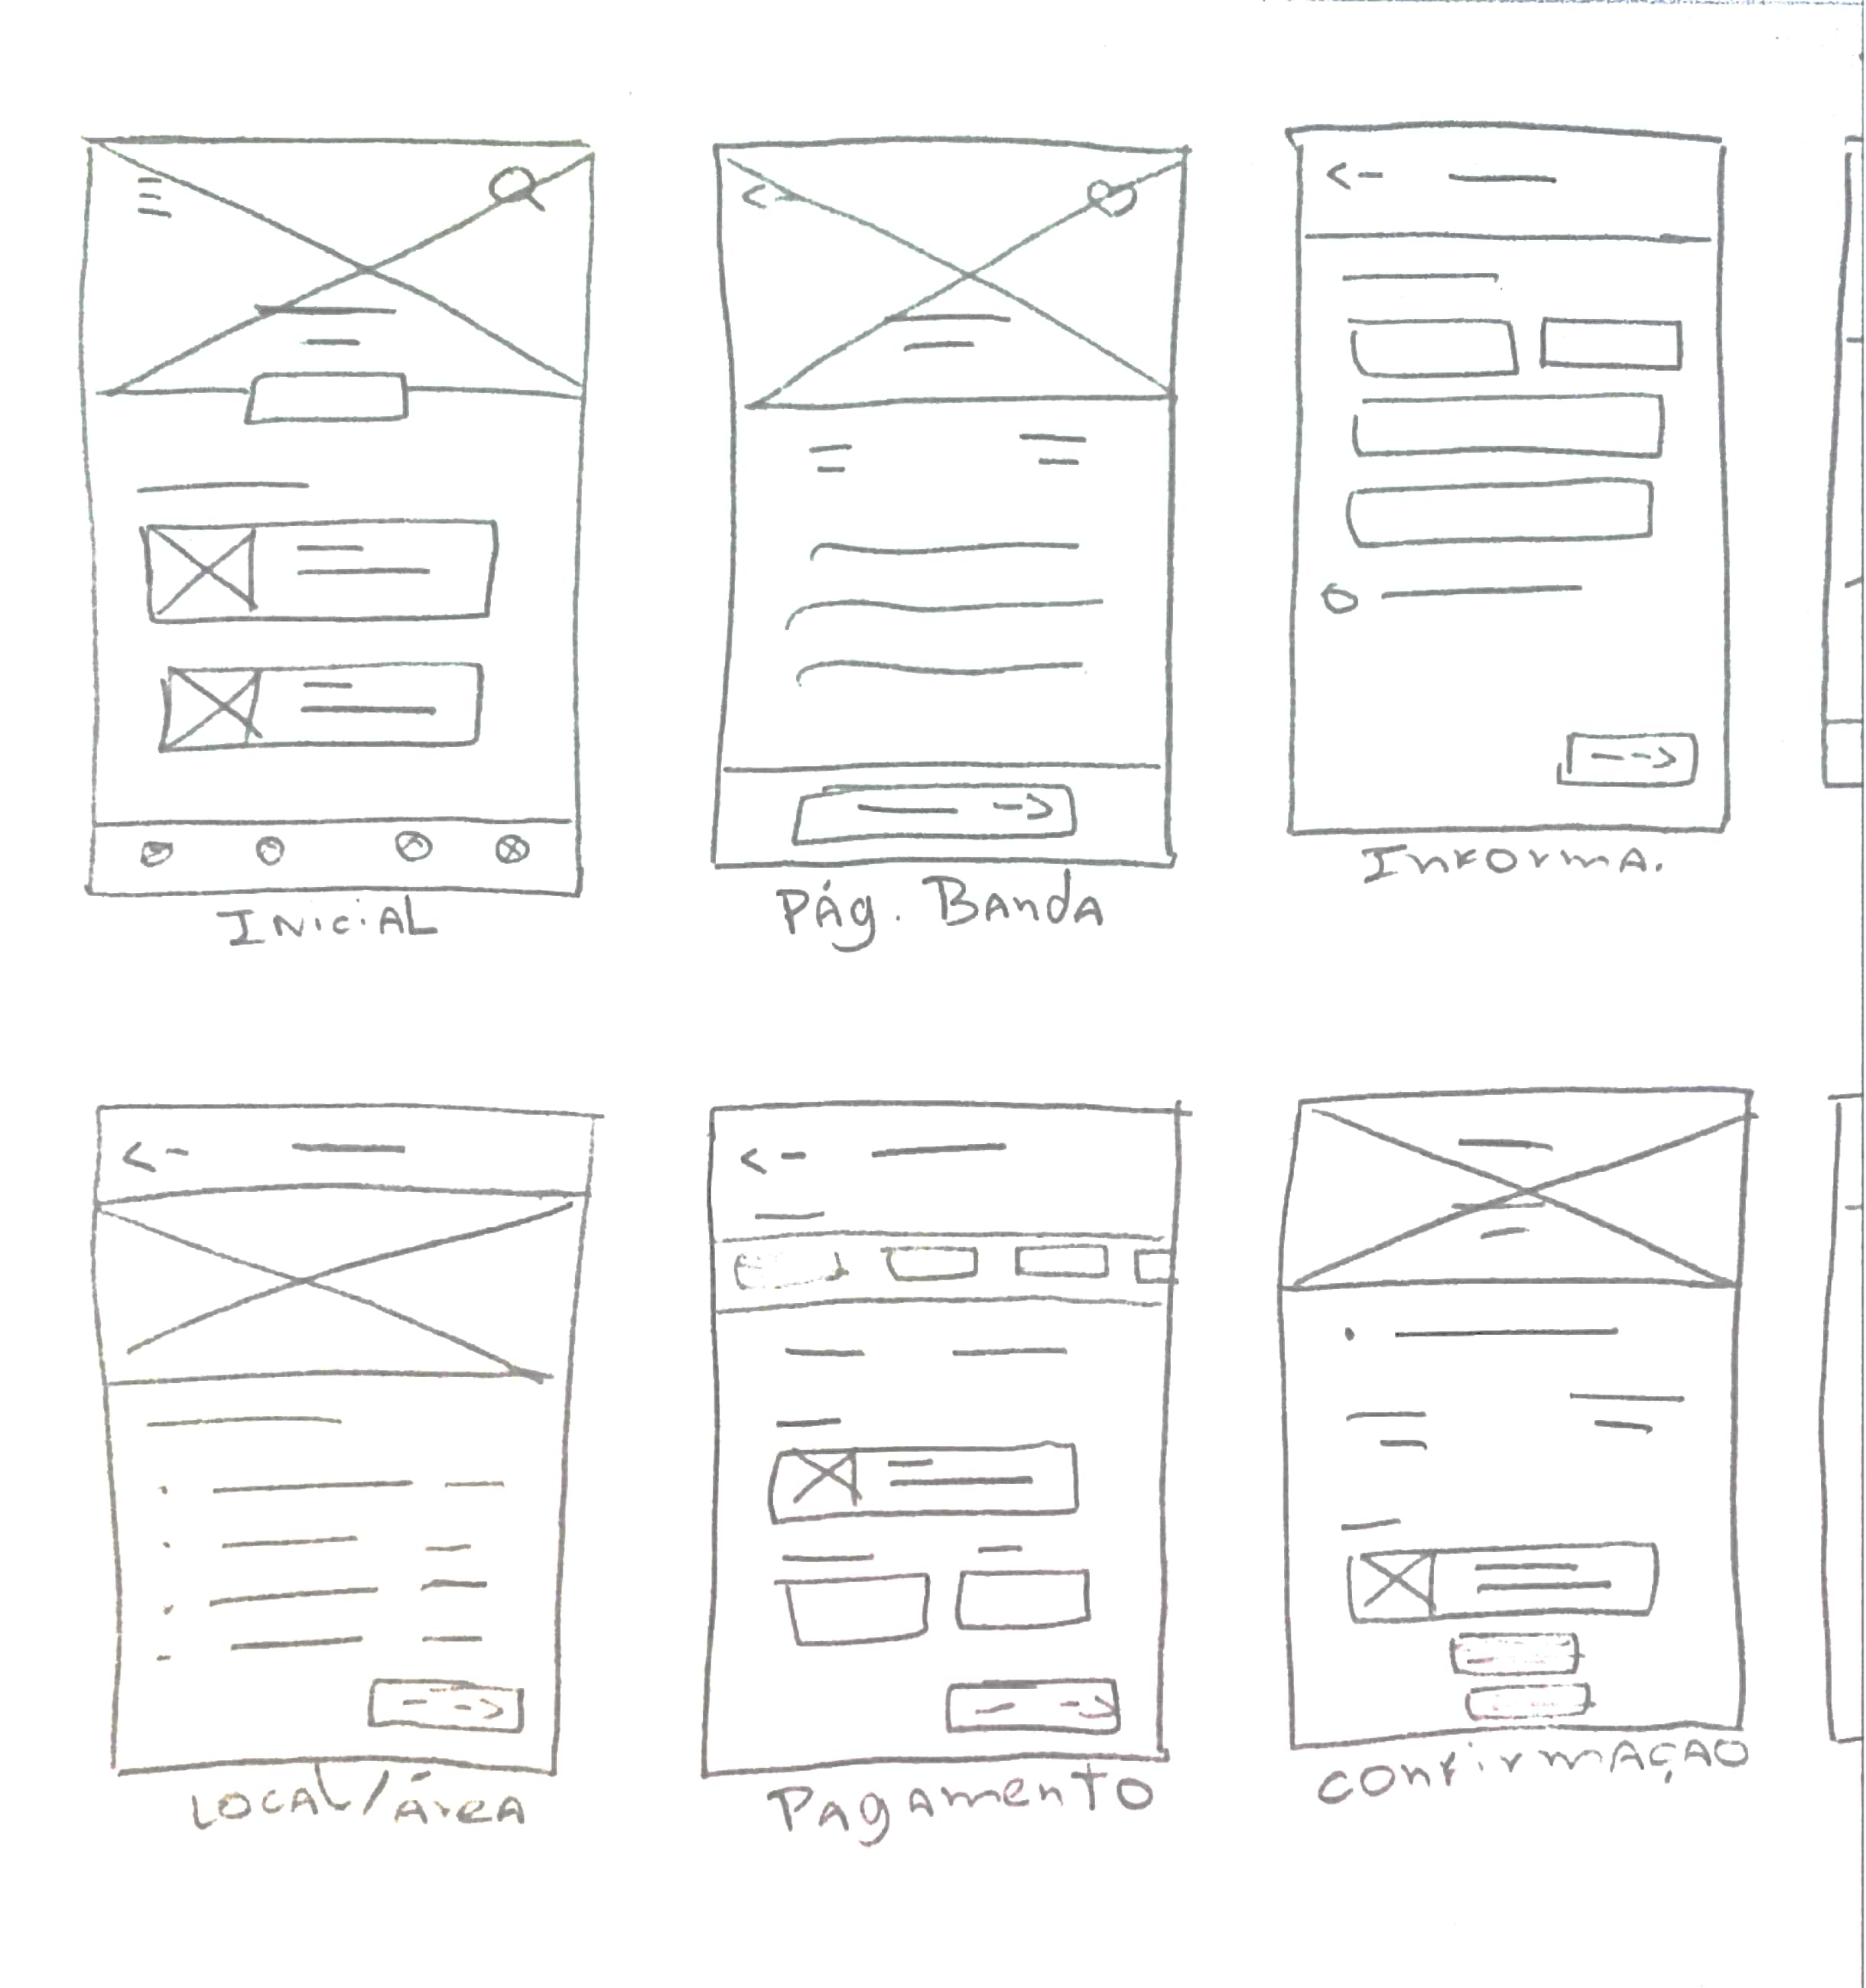 Inicial
Pág. Banda
Informa.
Local/Área
Pagamento
Confirmação